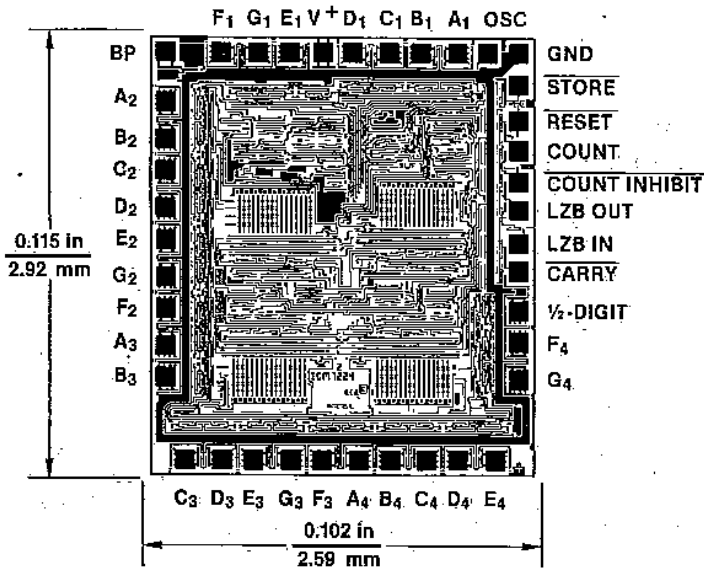 F₁ G₁ E₁ V⁺ D₁ C₁ B₁ A₁ OSC
BP
A₂
B₂
C₂
D₂
E₂
G₂
F₂
A₃
B₃
GND
STORE
RESET
COUNT
COUNT INHIBIT
LZB OUT
LZB IN
CARRY
½-DIGIT
F₄
G₄
0.115 in
2.92 mm
C₃ D₃ E₃ G₃ F₃ A₄ B₄ C₄ D₄ E₄
0.102 in
2.59 mm